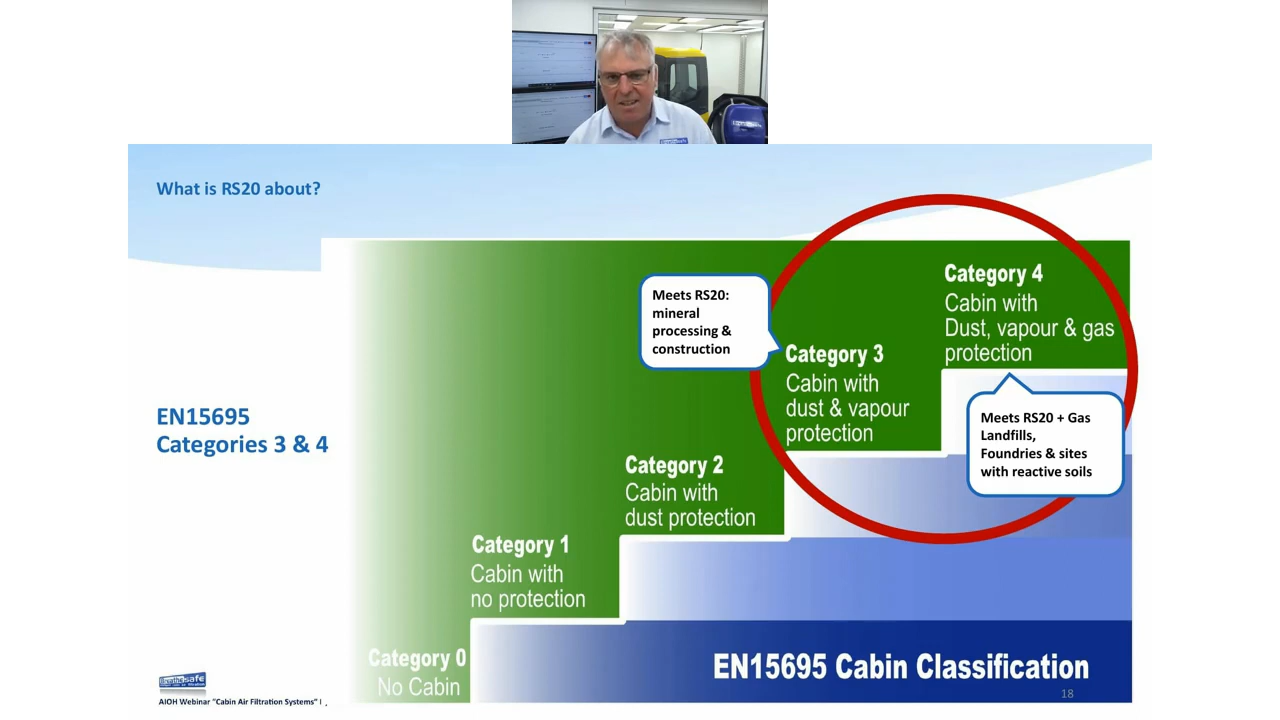 What is RS20 about?
EN15695
Categories 3 & 4
Meets RS20:
mineral
processing &
construction
Category 4
Cabin with
Dust, vapour & gas
protection
Category 3
Cabin with
dust & vapour
protection
Meets RS20 + Gas
Landfills,
Foundries & sites
with reactive soils
Category 2
Cabin with
dust protection
Category 1
Cabin with
no protection
Category 0
No Cabin
EN15695 Cabin Classification
18
Breathesafe
AIOH Webinar "Cabin Air Filtration Systems"